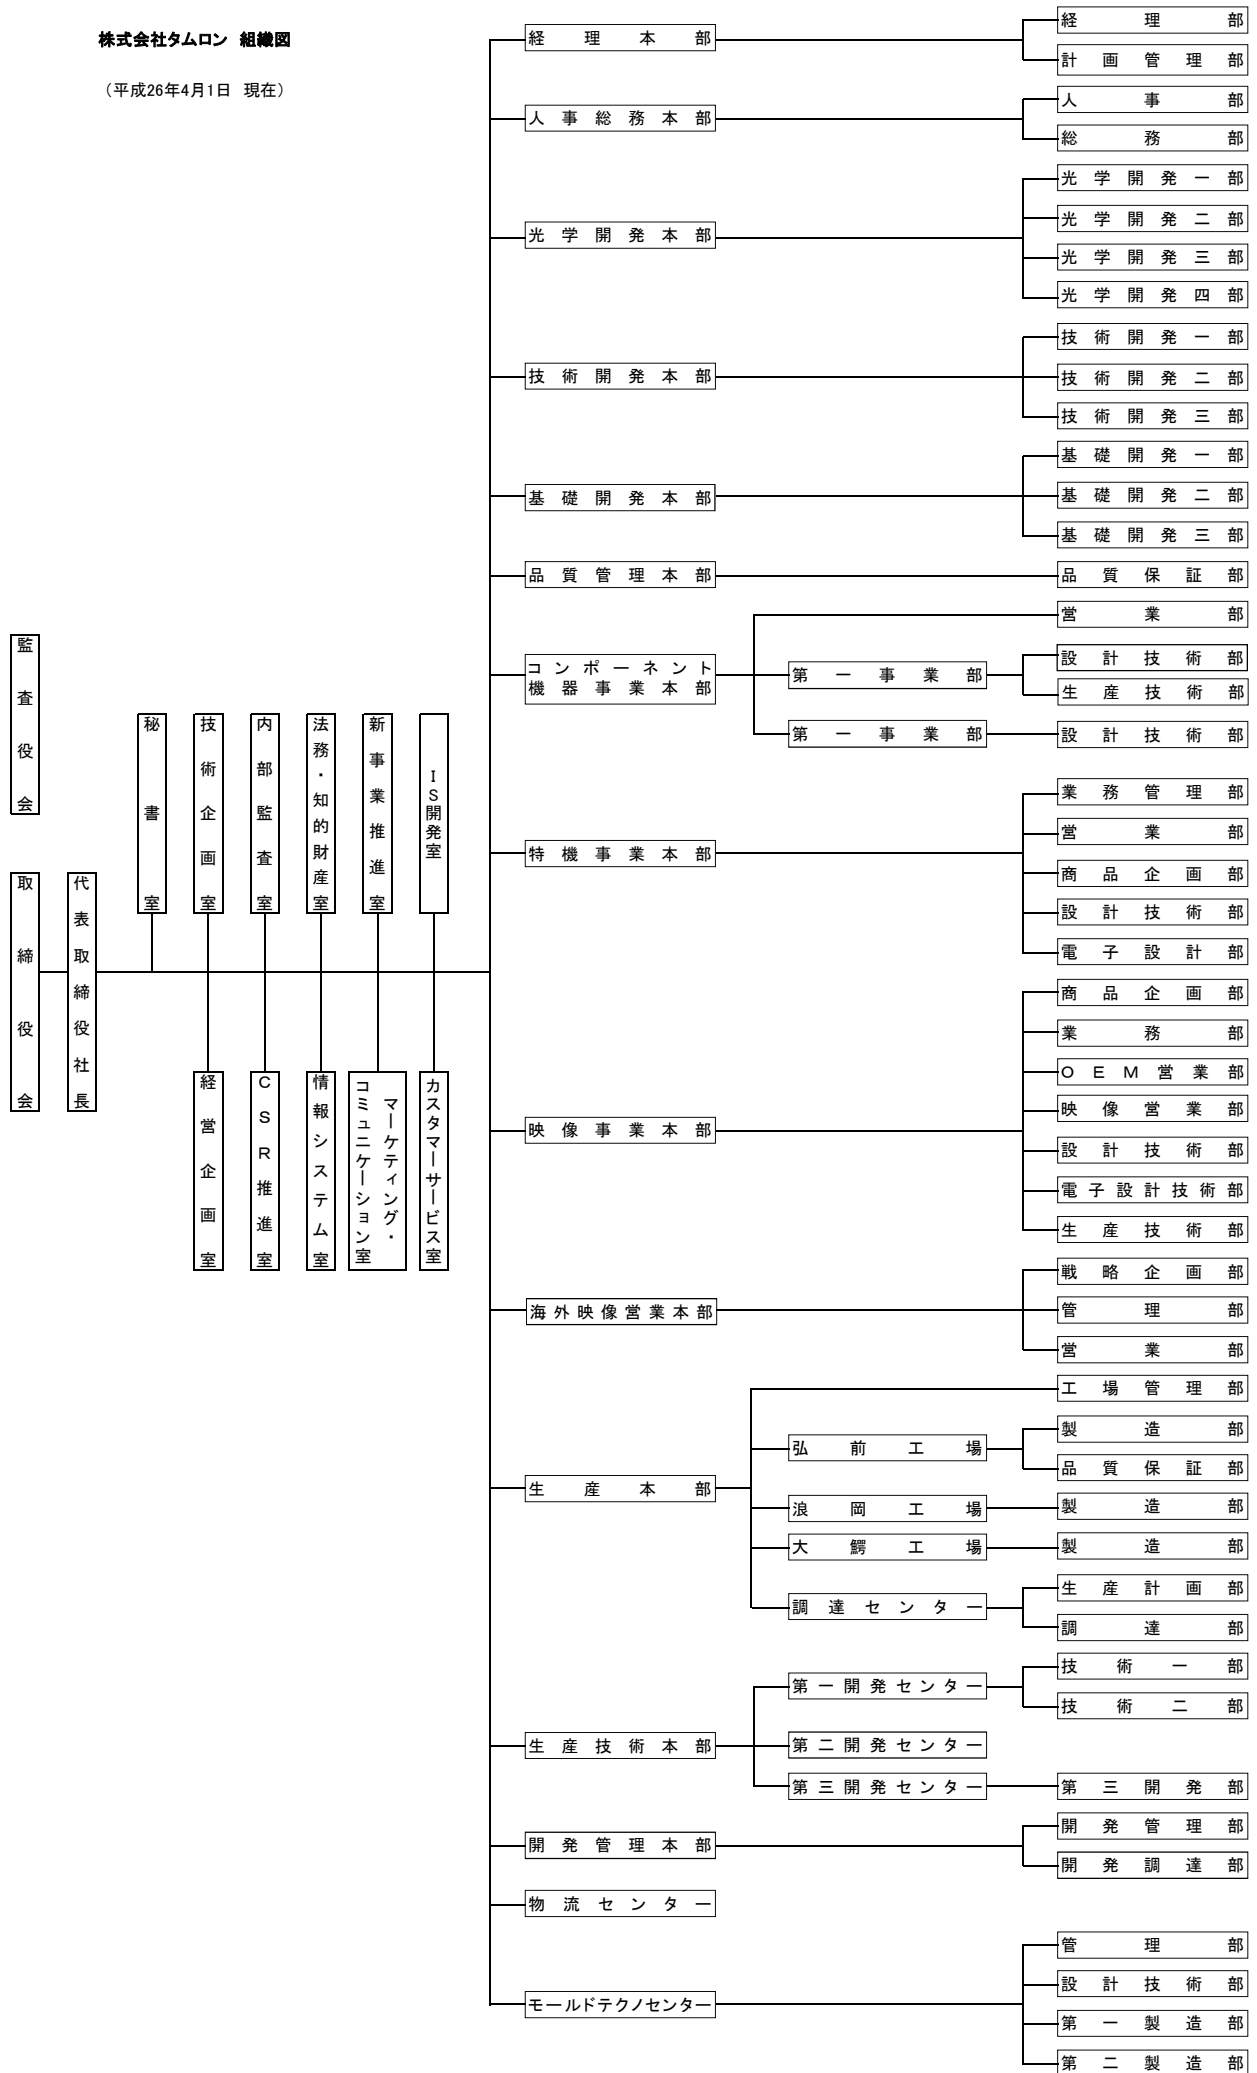 株式会社タムロン 組織図
（平成26年4月1日 現在）
監査役会
取締役会
代表取締役社長
秘書室
技術企画室
内部監査室
法務・知的財産室
新事業推進室
IS開発室
経営企画室
CSR推進室
情報システム室
マーケティング・
コミュニケーション室
カスタマーサービス室
経理本部
経理部
計画管理部
人事総務本部
人事部
総務部
光学開発本部
光学開発一部
光学開発二部
光学開発三部
光学開発四部
技術開発本部
技術開発一部
技術開発二部
技術開発三部
基礎開発本部
基礎開発一部
基礎開発二部
基礎開発三部
品質管理本部
品質保証部
コンポーネント
機器事業本部
営業部
第一事業部
設計技術部
生産技術部
第一事業部
設計技術部
特機事業本部
業務管理部
営業部
商品企画部
設計技術部
電子設計部
映像事業本部
商品企画部
業務部
OEM営業部
映像営業部
設計技術部
電子設計技術部
生産技術部
海外映像営業本部
戦略企画部
管理部
営業部
生産本部
工場管理部
弘前工場
製造部
品質保証部
浪岡工場
製造部
大鰐工場
製造部
調達センター
生産計画部
調達部
生産技術本部
第一開発センター
技術一部
技術二部
第二開発センター
第三開発センター
第三開発部
開発管理本部
開発管理部
開発調達部
物流センター
モールドテクノセンター
管理部
設計技術部
第一製造部
第二製造部